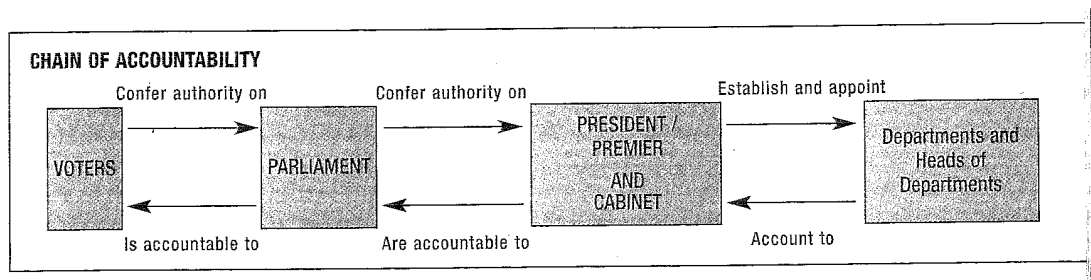 CHAIN OF ACCOUNTABILITY
Confer authority on
Confer authority on
Establish and appoint
VOTERS
PARLIAMENT
PRESIDENT /
PREMIER
AND
CABINET
Departments and
Heads of
Departments
Is accountable to
Are accountable to
Account to